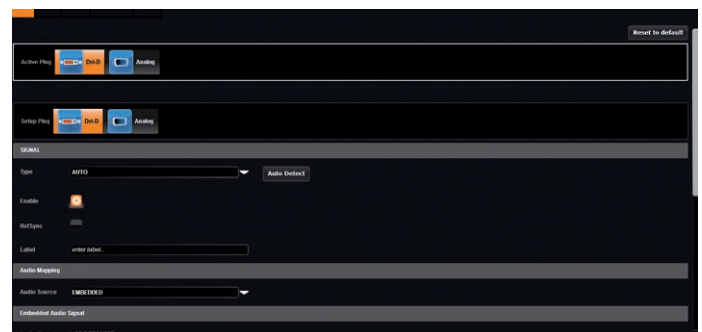 Reset to default
Active Plug DVI-D Analog
Setup Plug DVI-D Analog
SIGNAL
Type AUTO Auto Detect
Enable
RefSync
Label enter label...
Audio Mapping
Audio Source EMBEDDED
Embedded Audio Signal